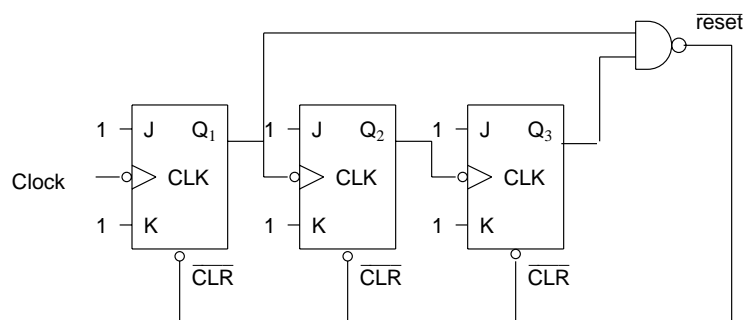 reset
1 J Q₁ 1 J Q₂ 1 J Q₃
Clock CLK CLK CLK
1 K 1 K 1 K
CLR CLR CLR